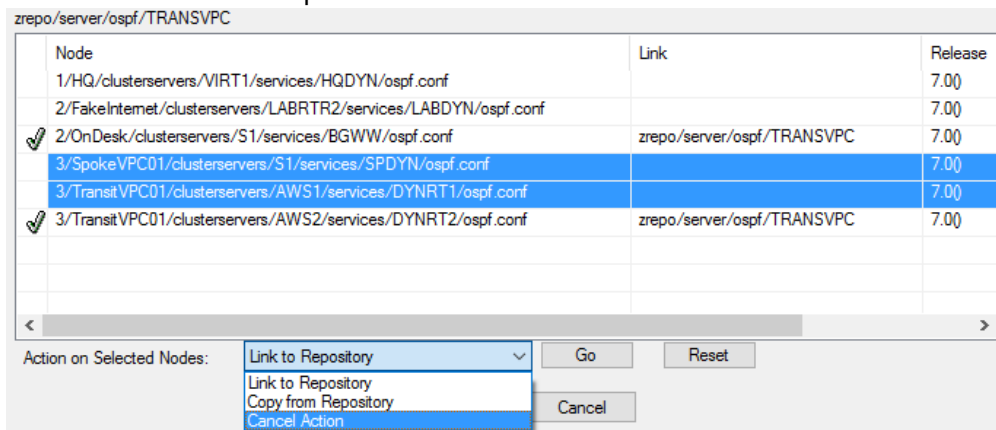 zrepo/server/ospf/TRANSVPC
Node Link Release
1/HQ/clusterservers/VIRT1/services/HQDYN/ospf.conf 7.0()
2/FakeInternet/clusterservers/LABRTR2/services/LABDYN/ospf.conf 7.0()
2/OnDesk/clusterservers/S1/services/BGWW/ospf.conf zrepo/server/ospf/TRANSVPC 7.0()
3/SpokeVPC01/clusterservers/S1/services/SPDYN/ospf.conf 7.0()
3/TransitVPC01/clusterservers/AWS1/services/DYNRT1/ospf.conf 7.0()
3/TransitVPC01/clusterservers/AWS2/services/DYNRT2/ospf.conf zrepo/server/ospf/TRANSVPC 7.0()
Action on Selected Nodes: Link to Repository Go Reset
Link to Repository
Copy from Repository
Cancel Action
Cancel